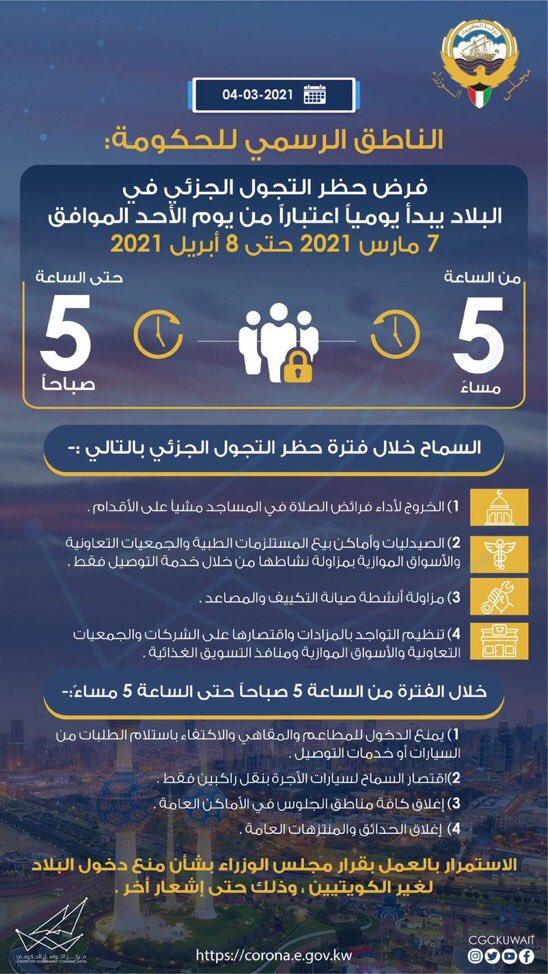 دولة الكويت
مجلس الوزراء
04-03-2021
الناطق الرسمي للحكومة:
فرض حظر التجول الجزئي في
البلاد يبدأ يومياً اعتباراً من يوم الأحد الموافق
7 مارس 2021 حتى 8 أبريل 2021
من الساعة
5
مساءً
حتى الساعة
5
صباحاً
السماح خلال فترة حظر التجول الجزئي بالتالي :-
1) الخروج لأداء فرائض الصلاة في المساجد مشياً على الأقدام .
2) الصيدليات وأماكن بيع المستلزمات الطبية والجمعيات التعاونية
والأسواق الموازية بمزاولة نشاطها من خلال خدمة التوصيل فقط .
3) مزاولة أنشطة صيانة التكييف والمصاعد .
4) تنظيم التواجد بالمزادات واقتصارها على الشركات والجمعيات
التعاونية والأسواق الموازية ومنافذ التسويق الغذائية .
خلال الفترة من الساعة 5 صباحاً حتى الساعة 5 مساءً:-
1) يمنع الدخول للمطاعم والمقاهي والاكتفاء باستلام الطلبات من
السيارات أو خدمات التوصيل .
2)اقتصار السماح لسيارات الأجرة بنقل راكبين فقط .
3) إغلاق كافة مناطق الجلوس في الأماكن العامة .
4) إغلاق الحدائق والمنتزهات العامة .
الاستمرار بالعمل بقرار مجلس الوزراء بشأن منع دخول البلاد
لغير الكويتيين ، وذلك حتى إشعار أخر .
مركز التواصل الحكومي
CENTER FOR GOVERNMENT COMMUNICATION
https://corona.e.gov.kw
CGCKUWAIT